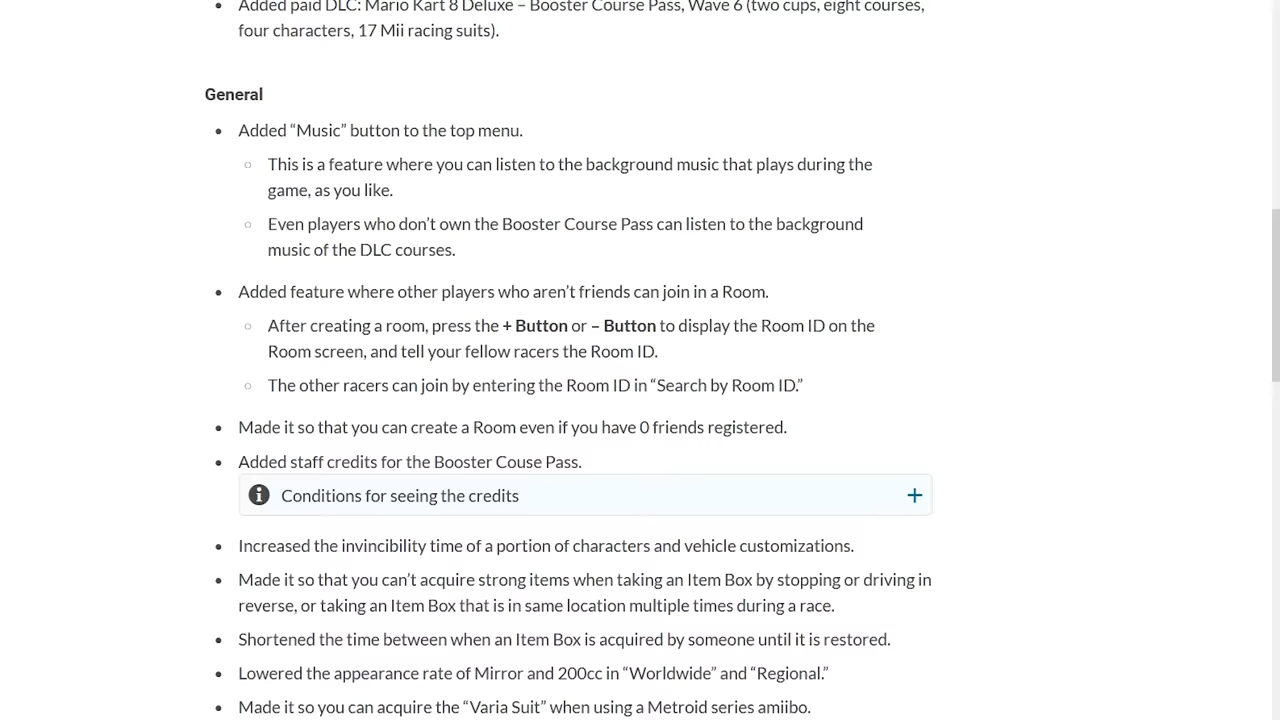 Added paid DLC: Mario Kart 8 Deluxe – Booster Course Pass, Wave 6 (two cups, eight courses,
four characters, 17 Mii racing suits).
General
Added “Music” button to the top menu.
This is a feature where you can listen to the background music that plays during the
game, as you like.
Even players who don’t own the Booster Course Pass can listen to the background
music of the DLC courses.
Added feature where other players who aren’t friends can join in a Room.
After creating a room, press the + Button or – Button to display the Room ID on the
Room screen, and tell your fellow racers the Room ID.
The other racers can join by entering the Room ID in “Search by Room ID.”
Made it so that you can create a Room even if you have 0 friends registered.
Added staff credits for the Booster Couse Pass.
Conditions for seeing the credits
Increased the invincibility time of a portion of characters and vehicle customizations.
Made it so that you can’t acquire strong items when taking an Item Box by stopping or driving in
reverse, or taking an Item Box that is in same location multiple times during a race.
Shortened the time between when an Item Box is acquired by someone until it is restored.
Lowered the appearance rate of Mirror and 200cc in “Worldwide” and “Regional.”
Made it so you can acquire the “Varia Suit” when using a Metroid series amiibo.